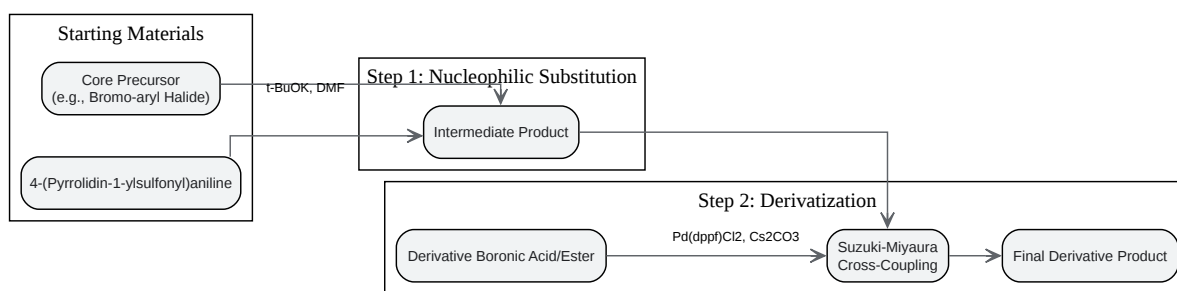 Starting Materials
Core Precursor
(e.g., Bromo-aryl Halide)
4-(Pyrrolidin-1-ylsulfonyl)aniline
t-BuOK, DMF
Step 1: Nucleophilic Substitution
Intermediate Product
Step 2: Derivatization
Derivative Boronic Acid/Ester
Pd(dppf)Cl2, Cs2CO3
Suzuki-Miyaura
Cross-Coupling
Final Derivative Product